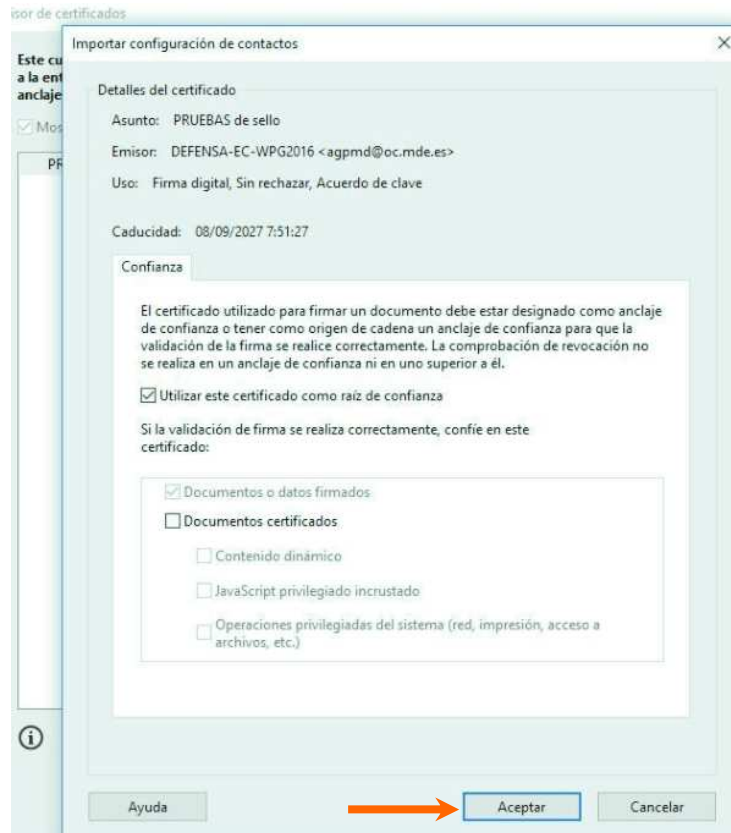 isor de certificados
Importar configuración de contactos
Este cu
a la ent
anclaje
Mos
PR
Detalles del certificado
Asunto: PRUEBAS de sello
Emisor: DEFENSA-EC-WPG2016 <agpmd@oc.mde.es>
Uso: Firma digital, Sin rechazar, Acuerdo de clave
Caducidad: 08/09/2027 7:51:27
Confianza
El certificado utilizado para firmar un documento debe estar designado como anclaje
de confianza o tener como origen de cadena un anclaje de confianza para que la
validación de la firma se realice correctamente. La comprobación de revocación no
se realiza en un anclaje de confianza ni en uno superior a él.
Utilizar este certificado como raíz de confianza
Si la validación de firma se realiza correctamente, confíe en este
certificado:
Documentos o datos firmados
Documentos certificados
Contenido dinámico
JavaScript privilegiado incrustado
Operaciones privilegiadas del sistema (red, impresión, acceso a
archivos, etc.)
Ayuda
Aceptar
Cancelar